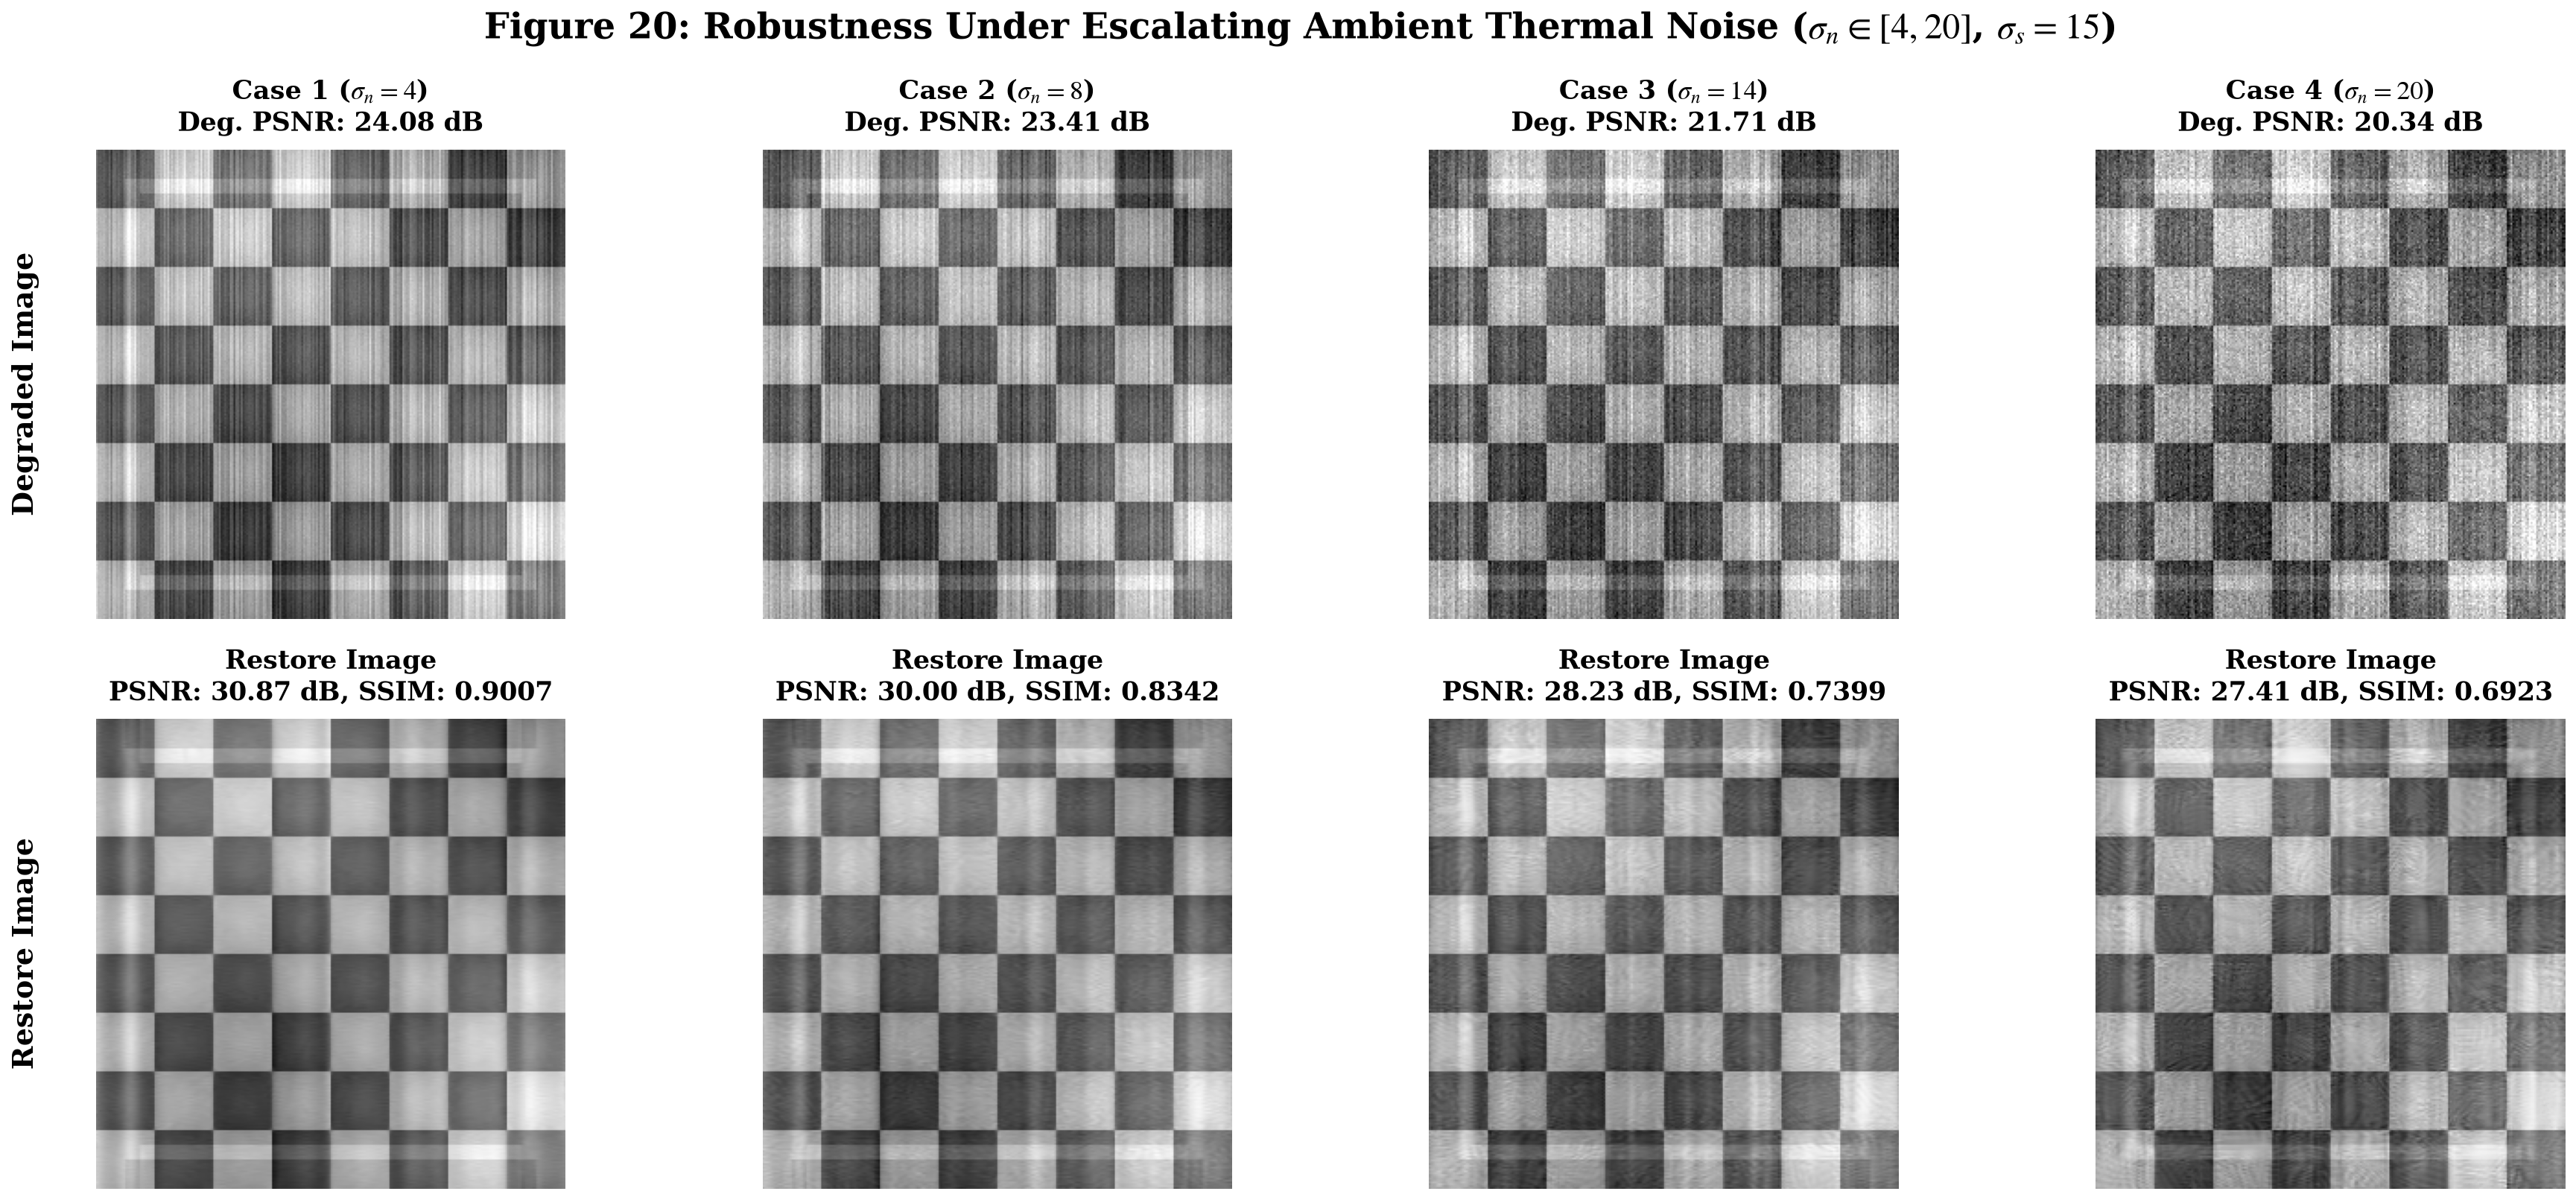 Figure 20: Robustness Under Escalating Ambient Thermal Noise (σₙ ∈ [4, 20], σₛ = 15)
Case 1 (σₙ = 4)
Deg. PSNR: 24.08 dB
Case 2 (σₙ = 8)
Deg. PSNR: 23.41 dB
Case 3 (σₙ = 14)
Deg. PSNR: 21.71 dB
Case 4 (σₙ = 20)
Deg. PSNR: 20.34 dB
Degraded Image
Restore Image
PSNR: 30.87 dB, SSIM: 0.9007
Restore Image
PSNR: 30.00 dB, SSIM: 0.8342
Restore Image
PSNR: 28.23 dB, SSIM: 0.7399
Restore Image
PSNR: 27.41 dB, SSIM: 0.6923
Restore Image